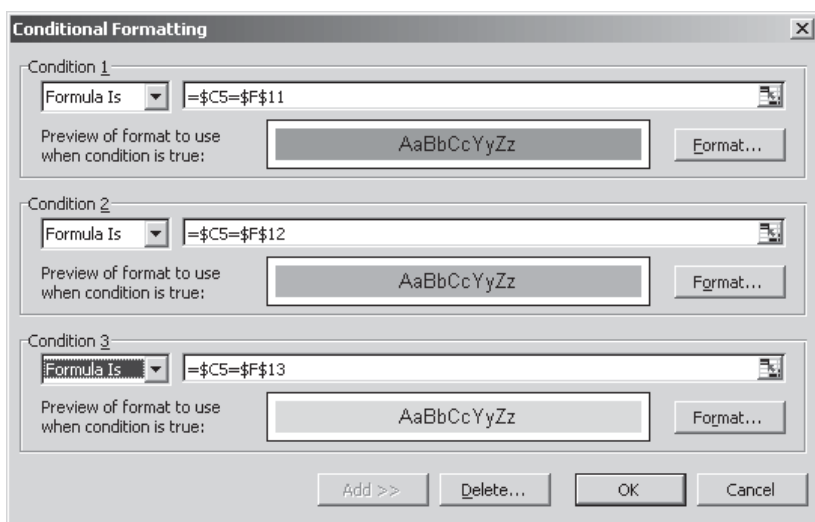 Conditional Formatting
Condition 1
Formula Is =$C5=$F$11
Preview of format to use
when condition is true:
AaBbCcYyZz
Format...
Condition 2
Formula Is =$C5=$F$12
Preview of format to use
when condition is true:
AaBbCcYyZz
Format...
Condition 3
Formula Is =$C5=$F$13
Preview of format to use
when condition is true:
AaBbCcYyZz
Format...
Add >> Delete... OK Cancel